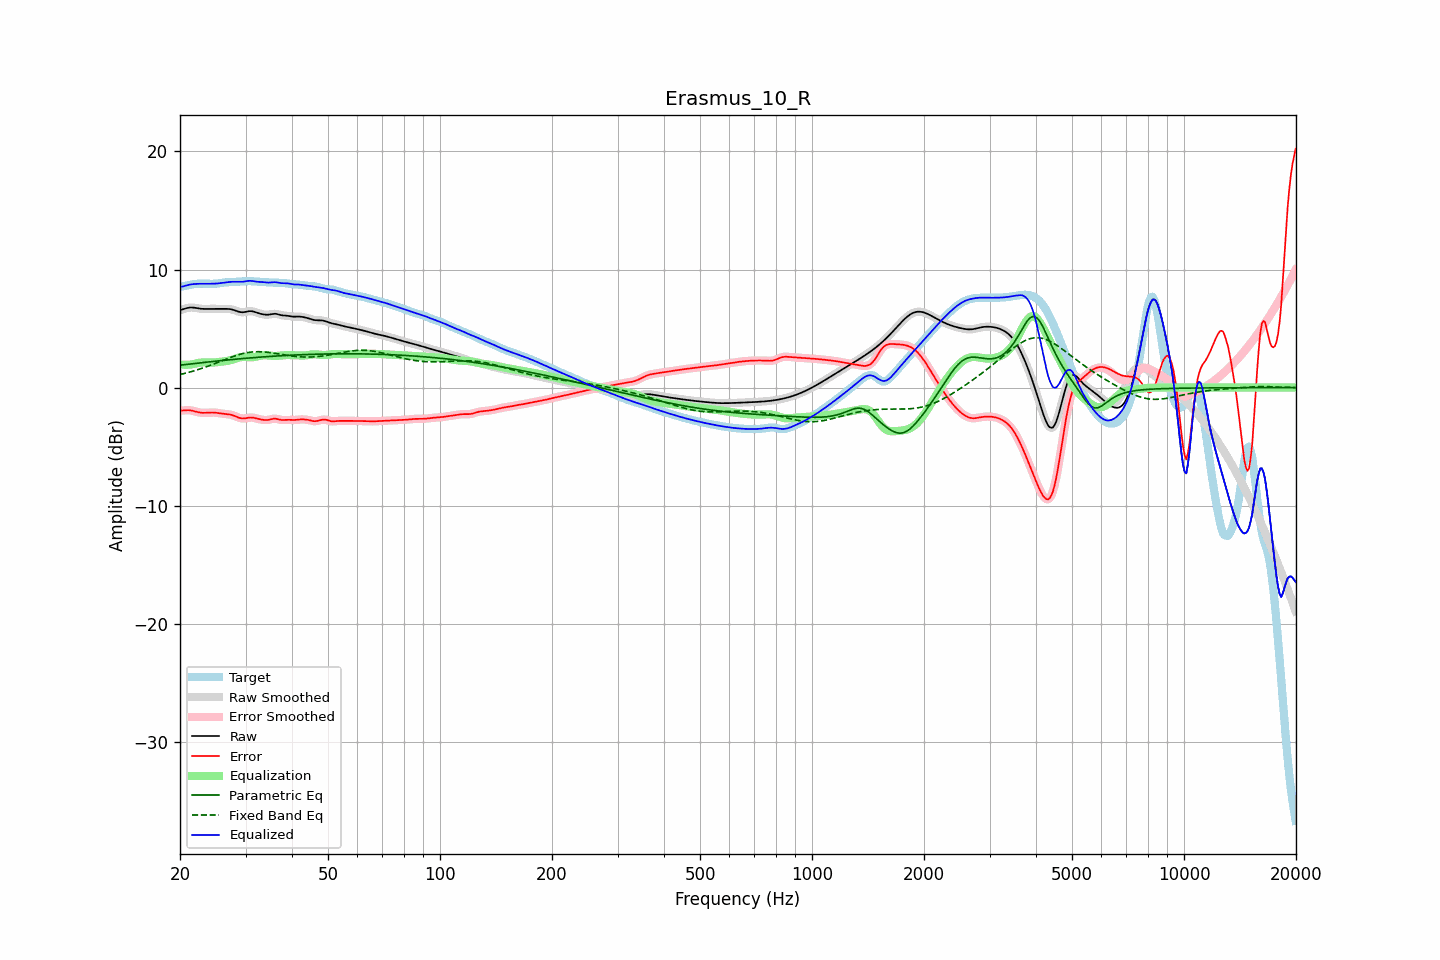 Erasmus_10_R
20
10
0
−10
−20
−30
Amplitude (dBr)
Target
Raw Smoothed
Error Smoothed
Raw
Error
Equalization
Parametric Eq
Fixed Band Eq
Equalized
20 50 100 200 500 1000 2000 5000 10000 20000
Frequency (Hz)